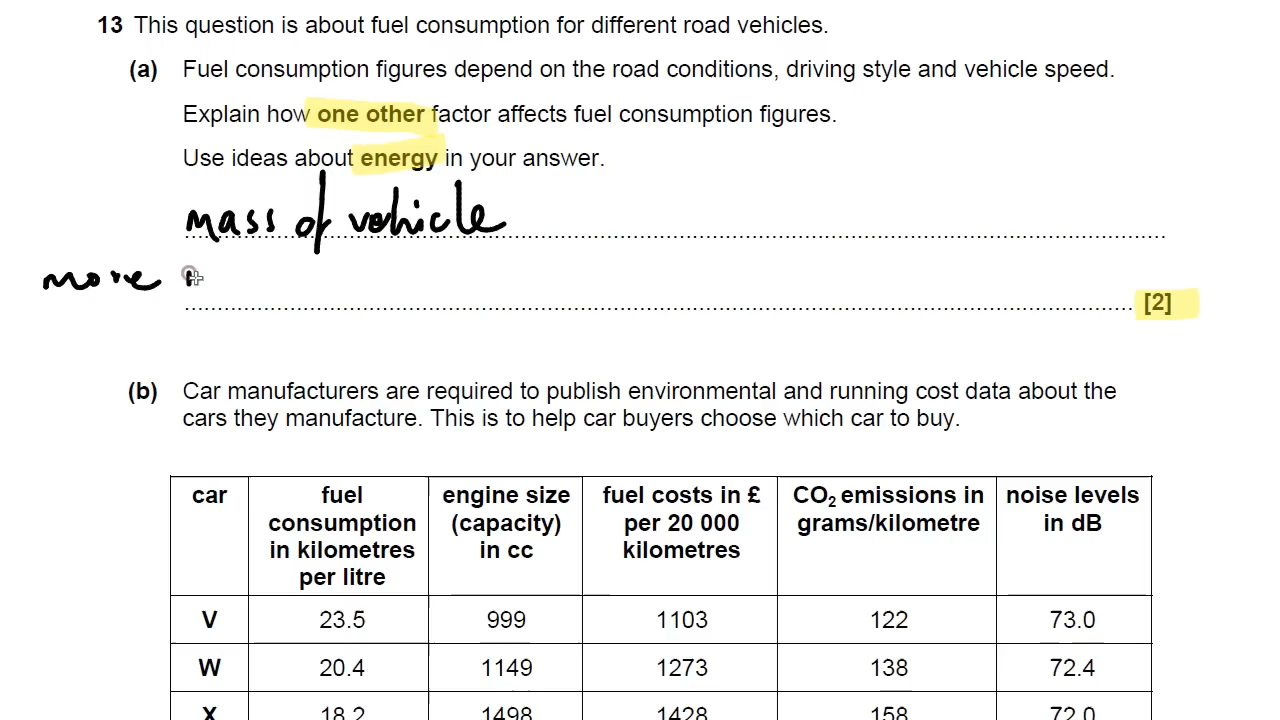 13 This question is about fuel consumption for different road vehicles.
(a) Fuel consumption figures depend on the road conditions, driving style and vehicle speed.
Explain how one other factor affects fuel consumption figures.
Use ideas about energy in your answer.
mass of vehicle
more
[2]
(b) Car manufacturers are required to publish environmental and running cost data about the
cars they manufacture. This is to help car buyers choose which car to buy.
car fuel consumption in kilometres per litre engine size (capacity) in cc fuel costs in £ per 20 000 kilometres CO2 emissions in grams/kilometre noise levels in dB
V 23.5 999 1103 122 73.0
W 20.4 1149 1273 138 72.4
X 18.2 1498 1428 158 72.0